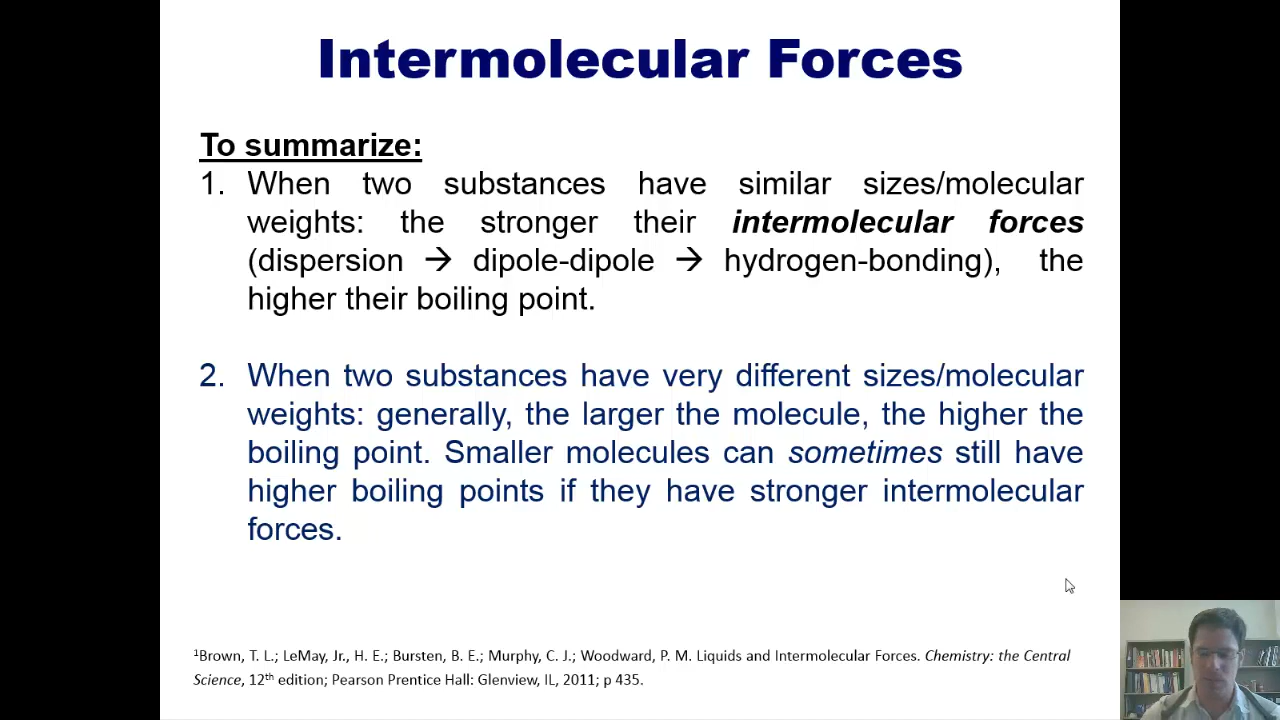 Intermolecular Forces
To summarize:
1. When two substances have similar sizes/molecular
weights: the stronger their intermolecular forces
(dispersion → dipole-dipole → hydrogen-bonding), the
higher their boiling point.
2. When two substances have very different sizes/molecular
weights: generally, the larger the molecule, the higher the
boiling point. Smaller molecules can sometimes still have
higher boiling points if they have stronger intermolecular
forces.
¹Brown, T. L.; LeMay, Jr., H. E.; Bursten, B. E.; Murphy, C. J.; Woodward, P. M. Liquids and Intermolecular Forces. Chemistry: the Central
Science, 12th edition; Pearson Prentice Hall: Glenview, IL, 2011; p 435.